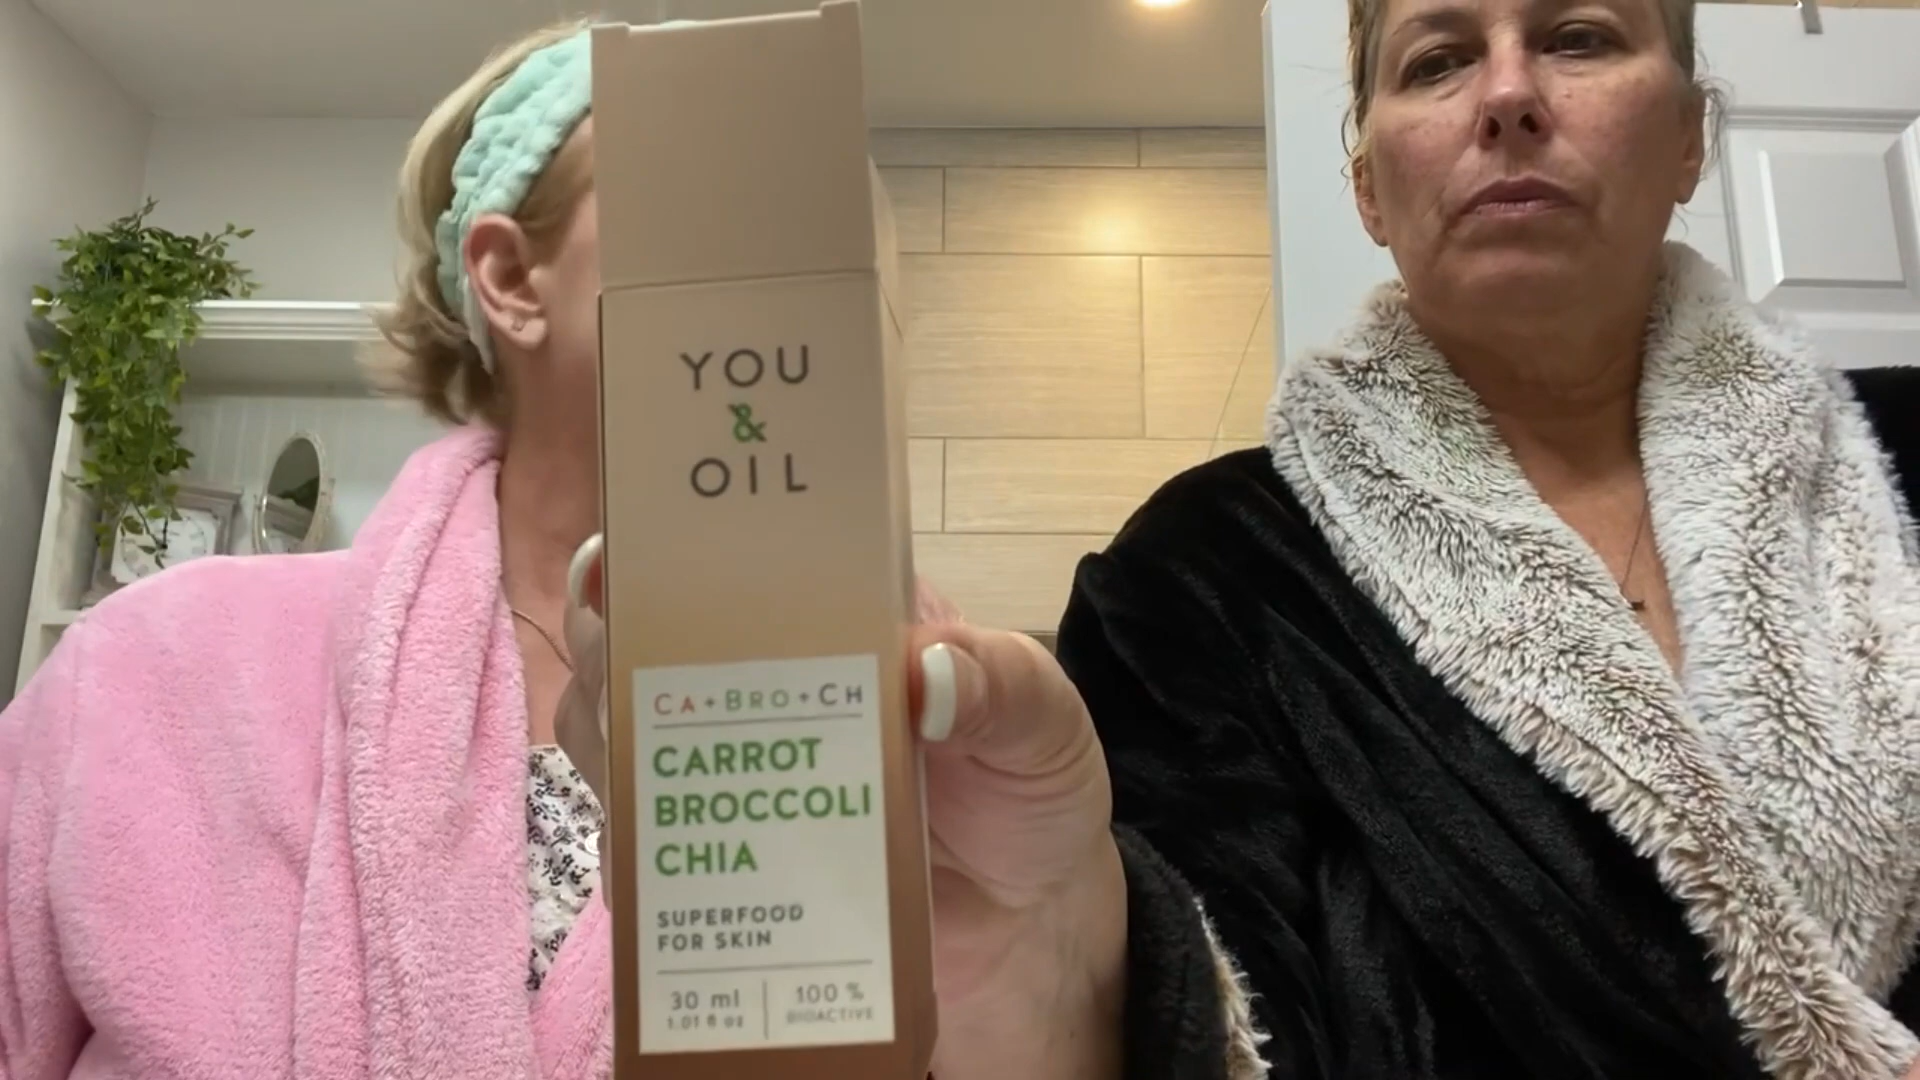 YOU
&
OIL
CA+BRO+CH
CARROT
BROCCOLI
CHIA
SUPERFOOD
FOR SKIN
30 ml
1.01 fl oz
100 %
BIOACTIVE